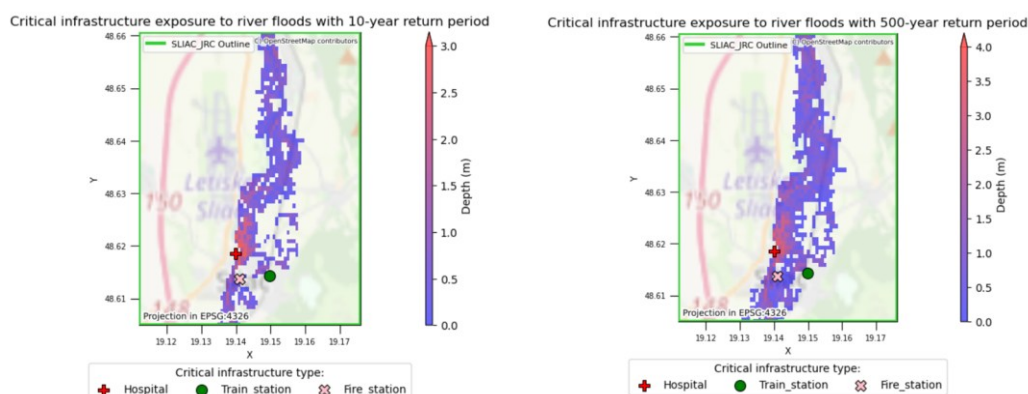 Critical infrastructure exposure to river floods with 10-year return period
48.66
48.65
48.64
48.63
48.62
48.61
Y
SLIAC_JRC Outline
(C) OpenStreetMap contributors
Letisk
Sliač
150
148
Projection in EPSG:4326
19.12 19.13 19.14 19.15 19.16 19.17
X
3.0
2.5
2.0
1.5
1.0
0.5
0.0
Depth (m)
Critical infrastructure type:
Hospital Train_station Fire_station
Critical infrastructure exposure to river floods with 500-year return period
48.66
48.65
48.64
48.63
48.62
48.61
Y
SLIAC_JRC Outline
(C) OpenStreetMap contributors
Letisk
Sliač
150
148
Projection in EPSG:4326
19.12 19.13 19.14 19.15 19.16 19.17
X
4.0
3.5
3.0
2.5
2.0
1.5
1.0
0.5
0.0
Depth (m)
Critical infrastructure type:
Hospital Train_station Fire_station